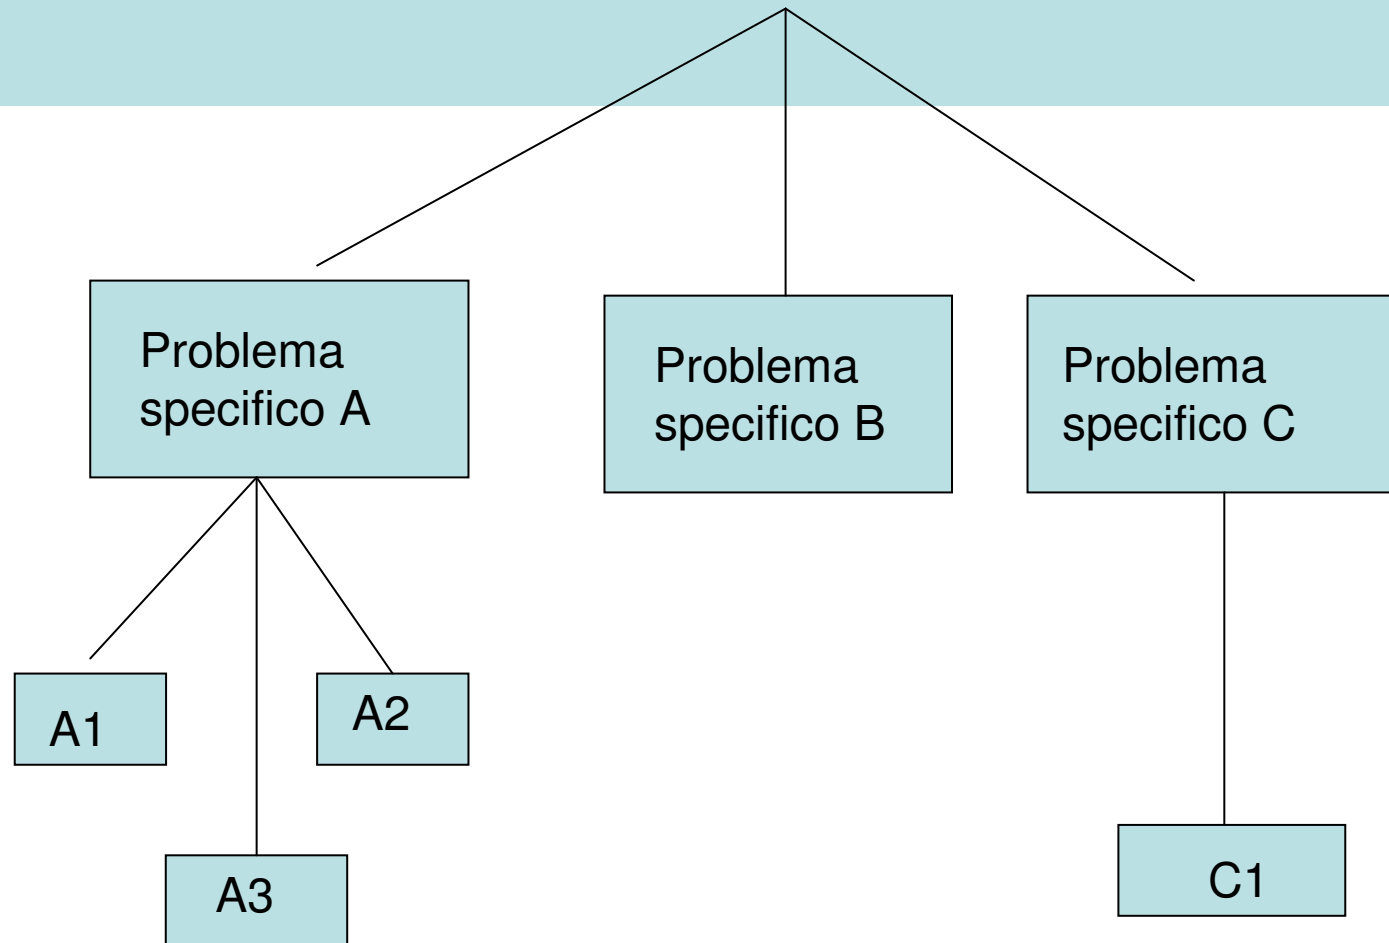 Problema
specifico A
Problema
specifico B
Problema
specifico C
A1
A2
A3
C1